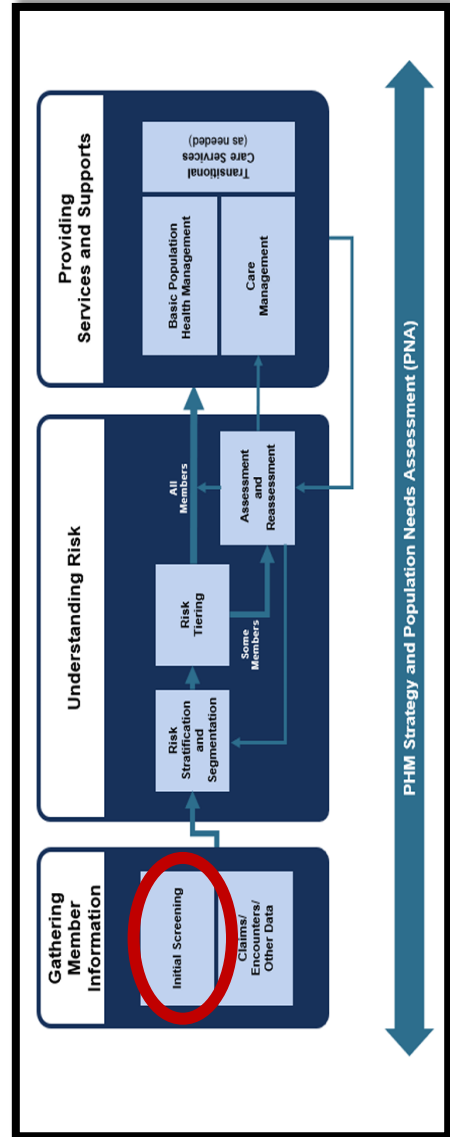 Gathering
Member
Information
Initial Screening
Claims/
Encounters/
Other Data
Understanding Risk
Risk
Stratification
and
Segmentation
Risk
Tiering
All
Members
Some
Members
Assessment
and
Reassessment
Providing
Services and Supports
Basic Population
Health Management
Care
Management
Transitional
Care Services
(as needed)
PHM Strategy and Population Needs Assessment (PNA)